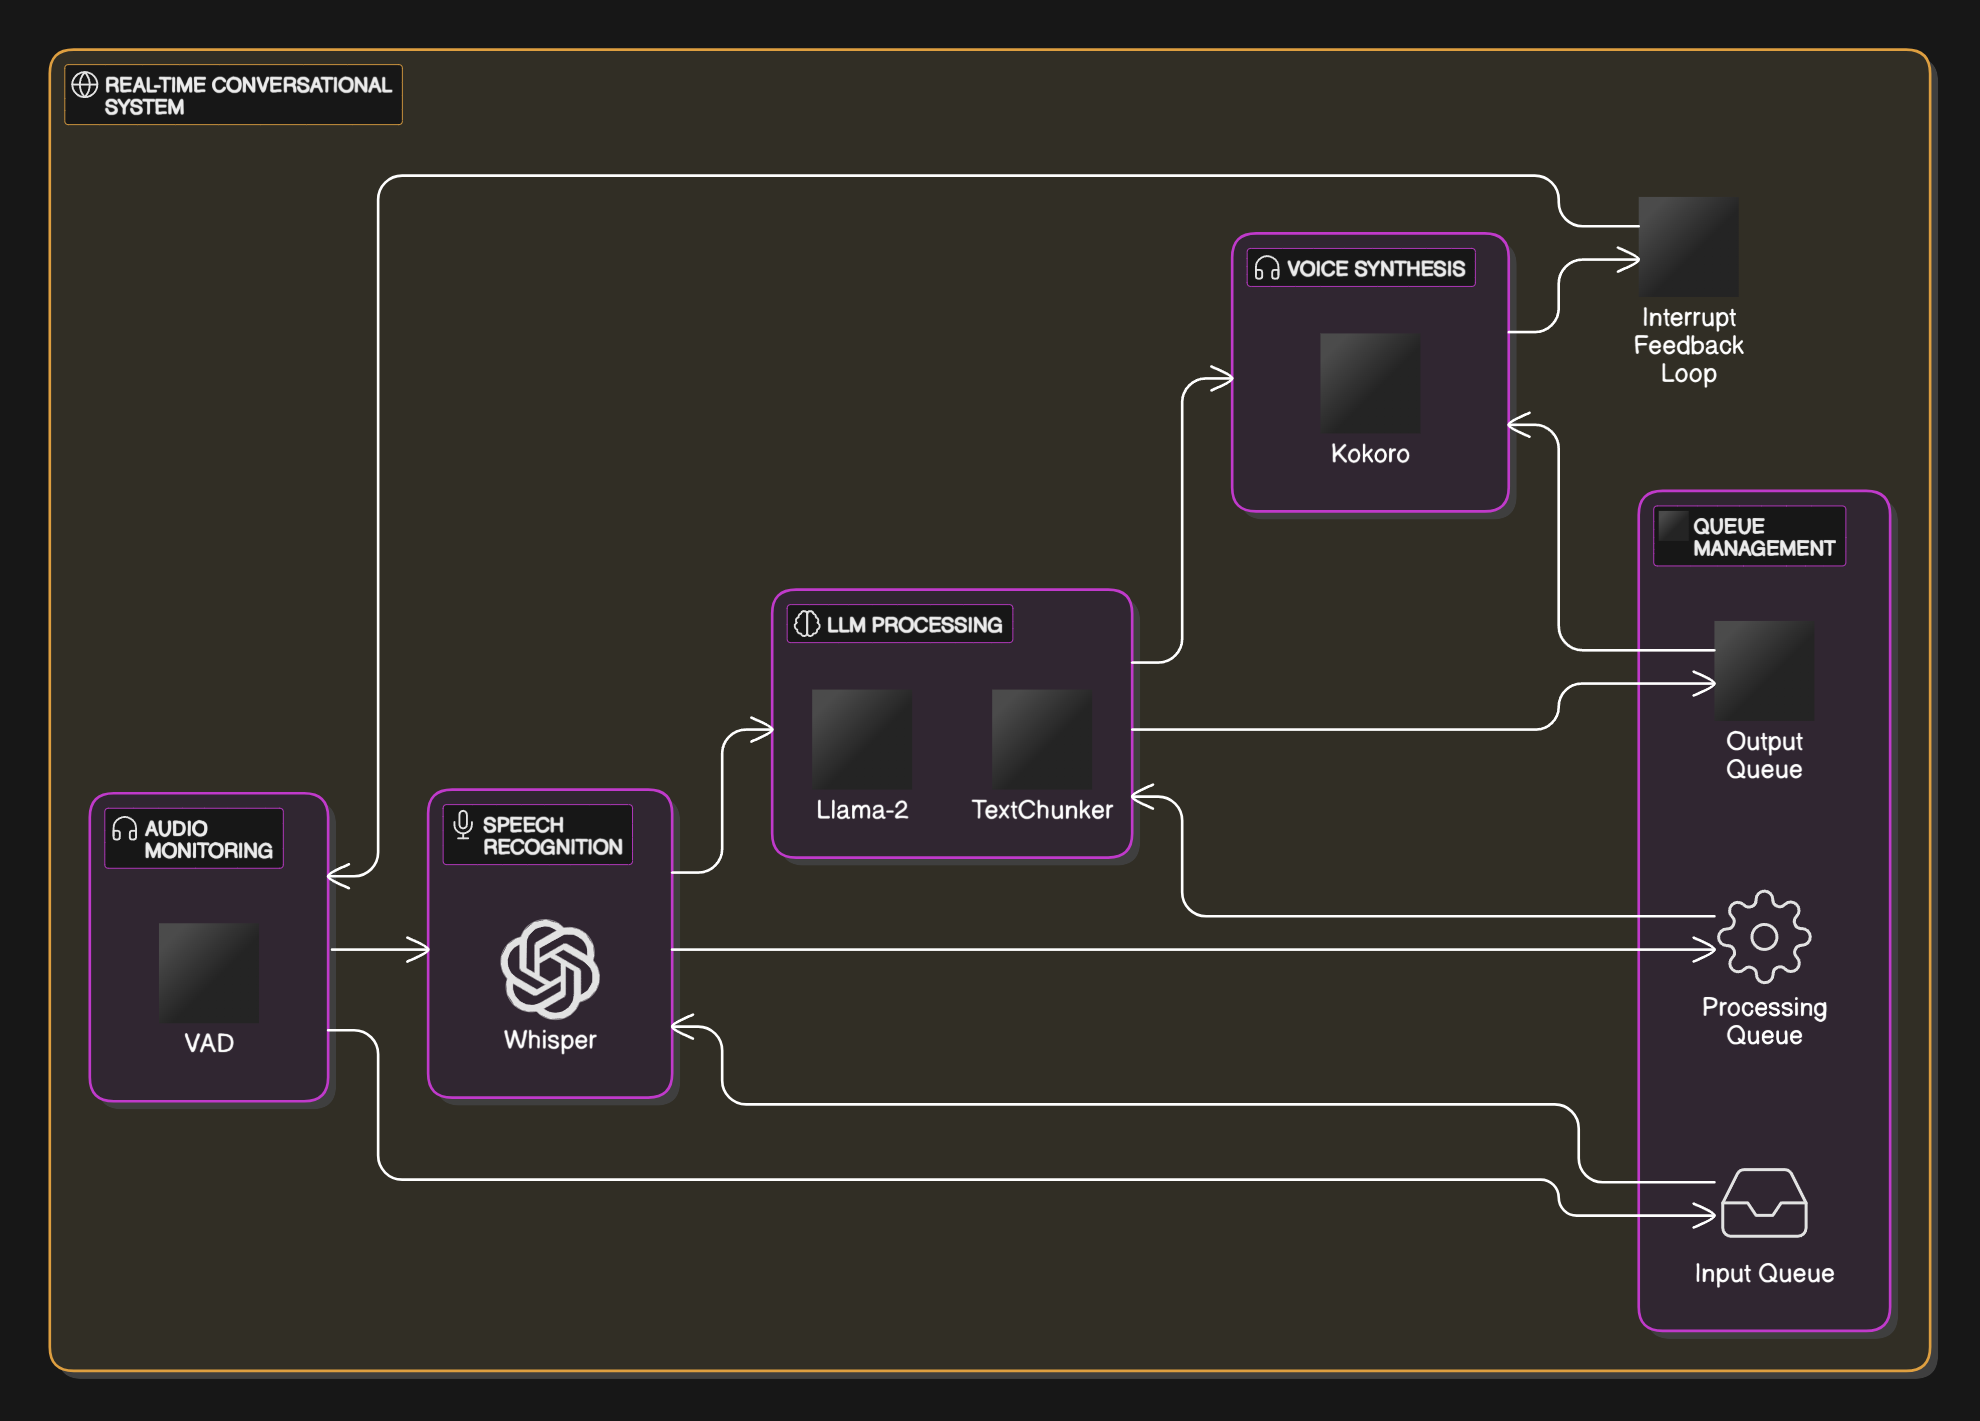 REAL-TIME CONVERSATIONAL
SYSTEM
VOICE SYNTHESIS
Kokoro
Interrupt
Feedback
Loop
QUEUE
MANAGEMENT
Output
Queue
Processing
Queue
Input Queue
LLM PROCESSING
Llama-2
TextChunker
AUDIO
MONITORING
VAD
SPEECH
RECOGNITION
Whisper